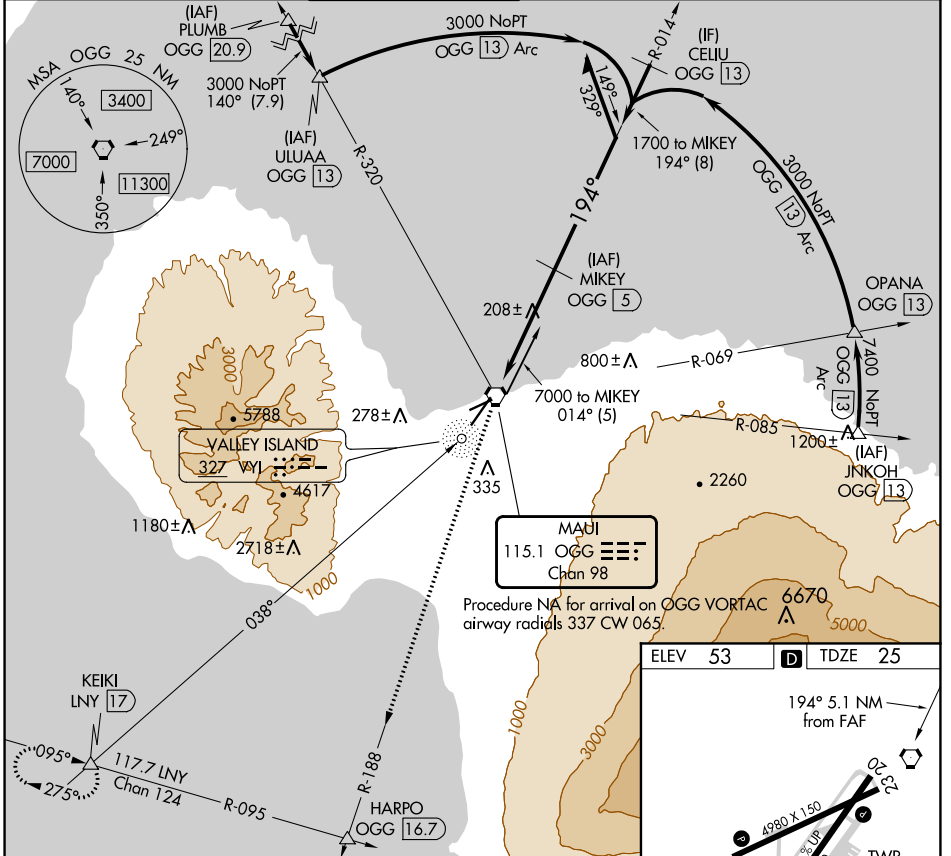 (IAF)
PLUMB
OGG 20.9
3000 NoPT
140° (7.9)
(IAF)
ULUAA
OGG 13
3000 NoPT
OGG 13 Arc
R-014
(IF)
CELIU
OGG 13
149°
329°
1700 to MIKEY
194° (8)
MSA OGG 25 NM
140°
3400
249°
7000
11300
350°
R-320
194°
3000 NoPT
OGG 13 Arc
(IAF)
MIKEY
OGG 5
OPANA
OGG 13
208±
800±
R-069
7400 NoPT
OGG 13
Arc
7000 to MIKEY
014° (5)
R-085
1200±
(IAF)
JNKOH
OGG 13
3000
5788
278±
VALLEY ISLAND
327 VYI
4617
335
2260
1180±
2718±
1000
MAUI
115.1 OGG
Chan 98
Procedure NA for arrival on OGG VORTAC
airway radials 337 CW 065.
6670
5000
038°
1000
3000
KEIKI
LNY 17
095°
275°
117.7 LNY
Chan 124
R-095
R-188
HARPO
OGG 16.7
ELEV 53
D
TDZE 25
194° 5.1 NM
from FAF
23
20
4980 X 150
P
P
% UP
TWR